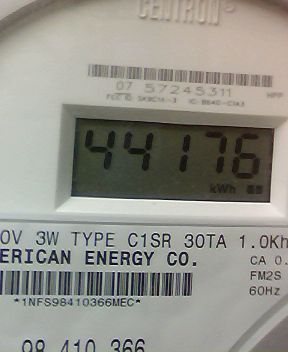 CENTRON®
07 57245311
44176
kWh
0V 3W TYPE C1SR 30TA 1.0Kh
ERICAN ENERGY CO.
CA 0.
FM2S
*1NFS98410366MEC*
60Hz
98 410 366